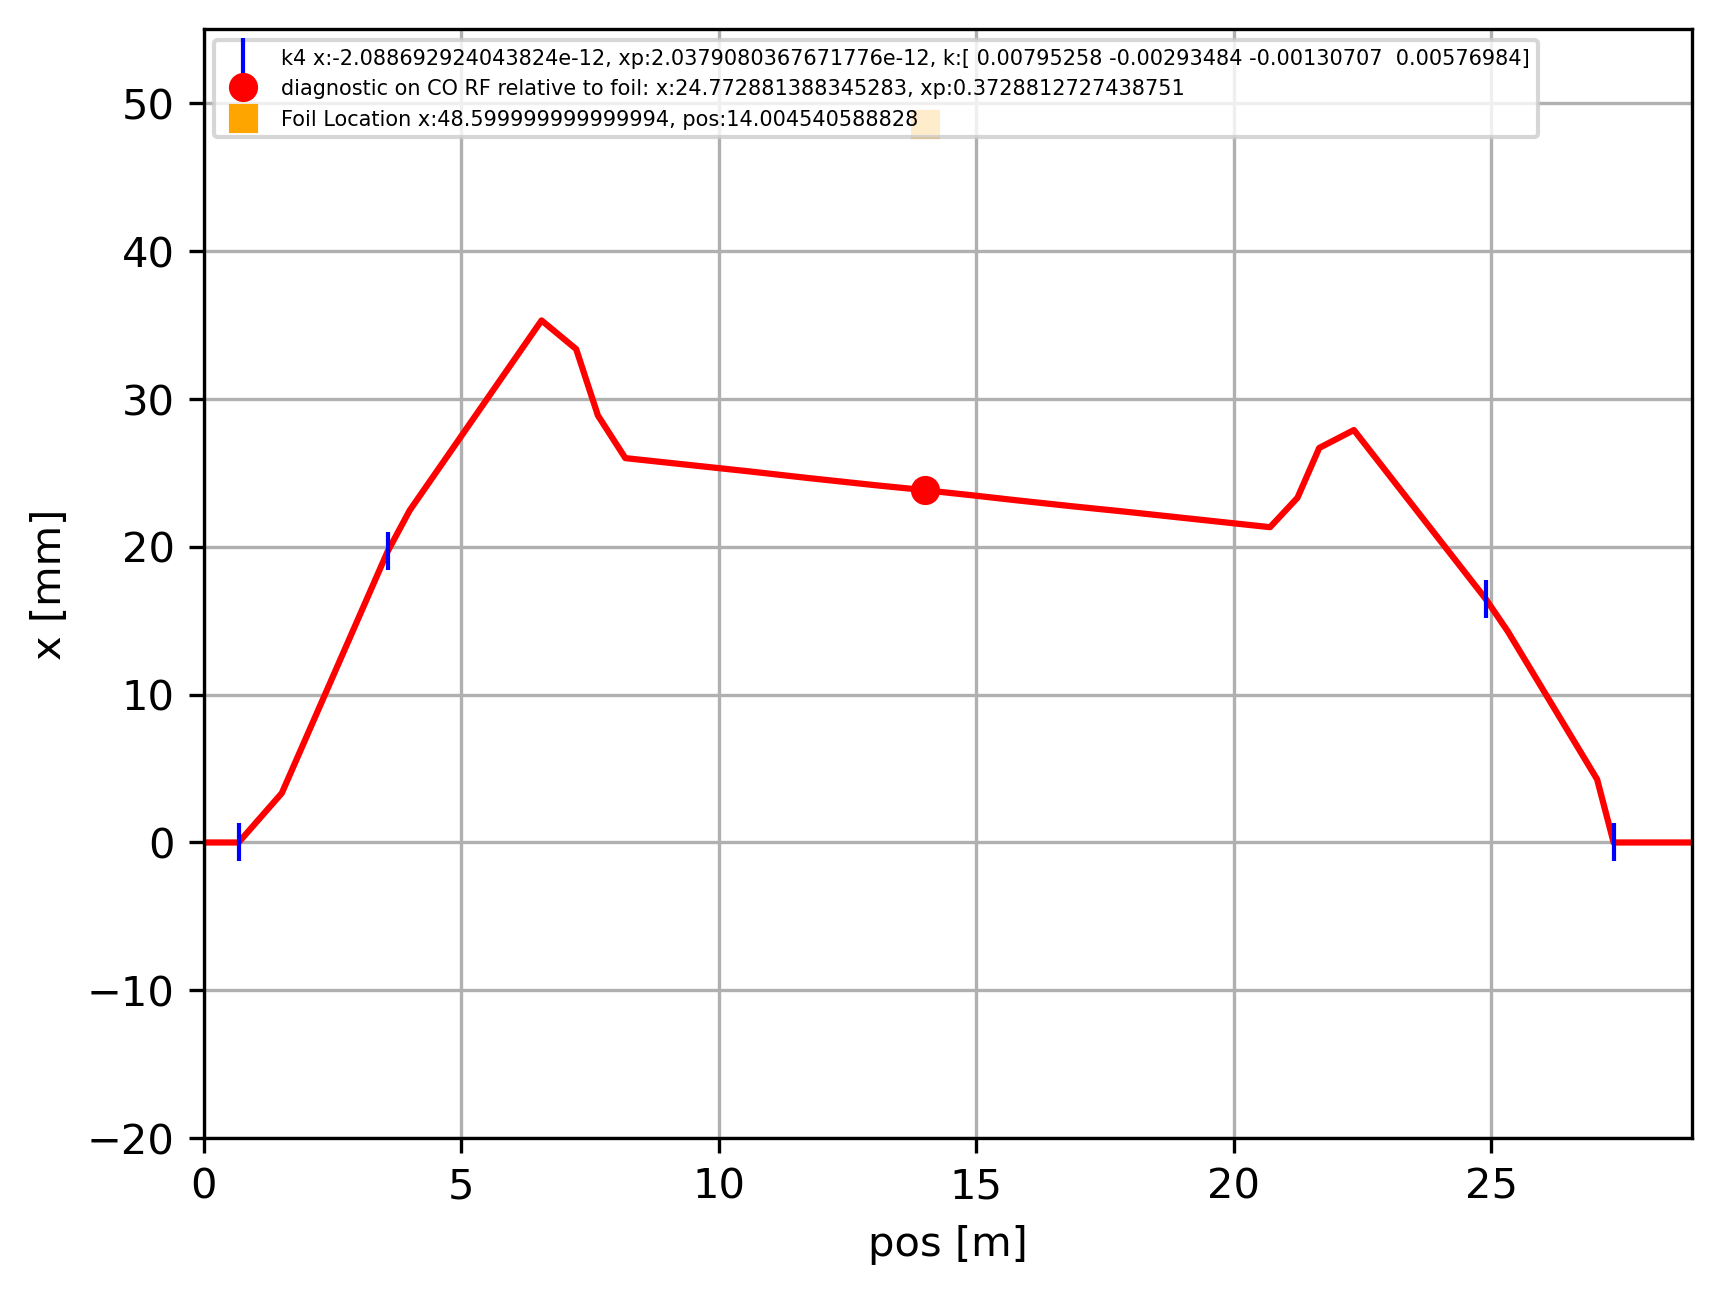 k4 x:-2.088692924043824e-12, xp:2.0379080367671776e-12, k:[ 0.00795258 -0.00293484 -0.00130707  0.00576984]
diagnostic on CO RF relative to foil: x:24.772881388345283, xp:0.3728812727438751
Foil Location x:48.599999999999994, pos:14.004540588828
50
40
30
20
10
0
−10
−20
x [mm]
0 5 10 15 20 25
pos [m]